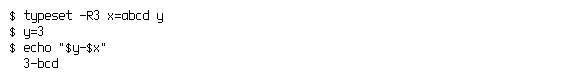 $ typeset -R3 x=abcd y
$ y=3
$ echo "$y-$x"
  3-bcd